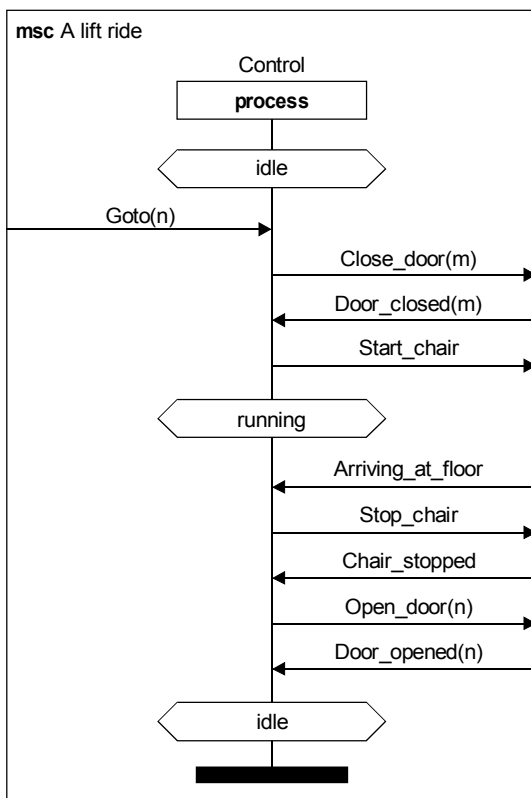 msc A lift ride
Control
process
idle
Goto(n)
Close_door(m)
Door_closed(m)
Start_chair
running
Arriving_at_floor
Stop_chair
Chair_stopped
Open_door(n)
Door_opened(n)
idle